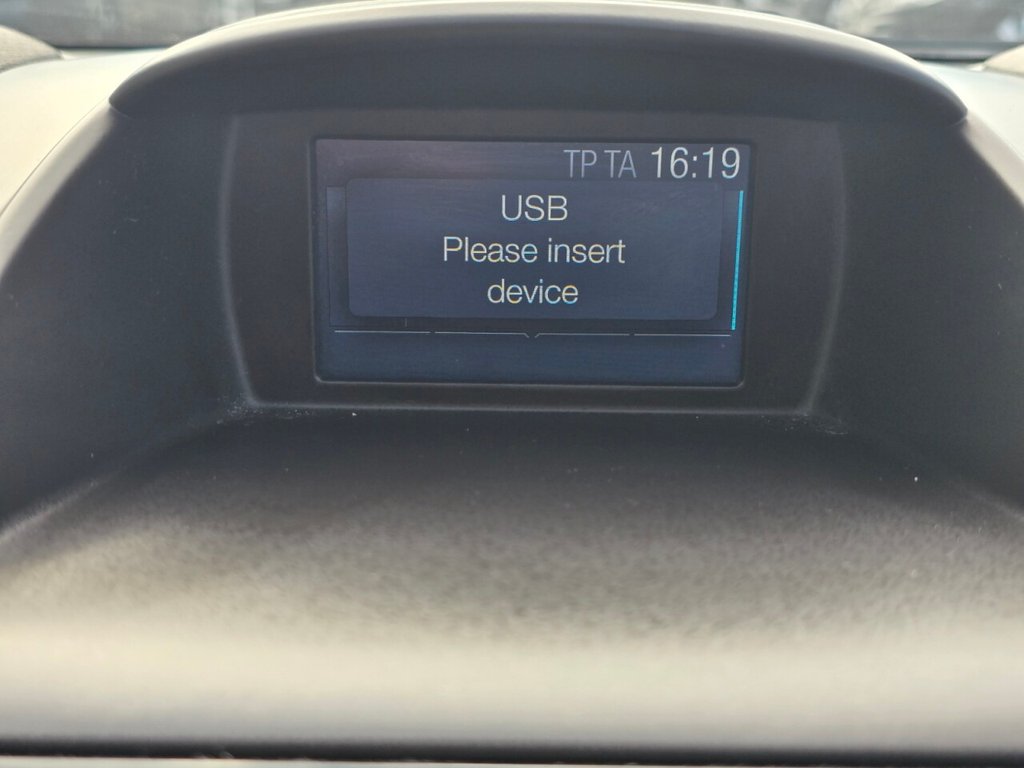 TP TA 16:19
USB
Please insert
device